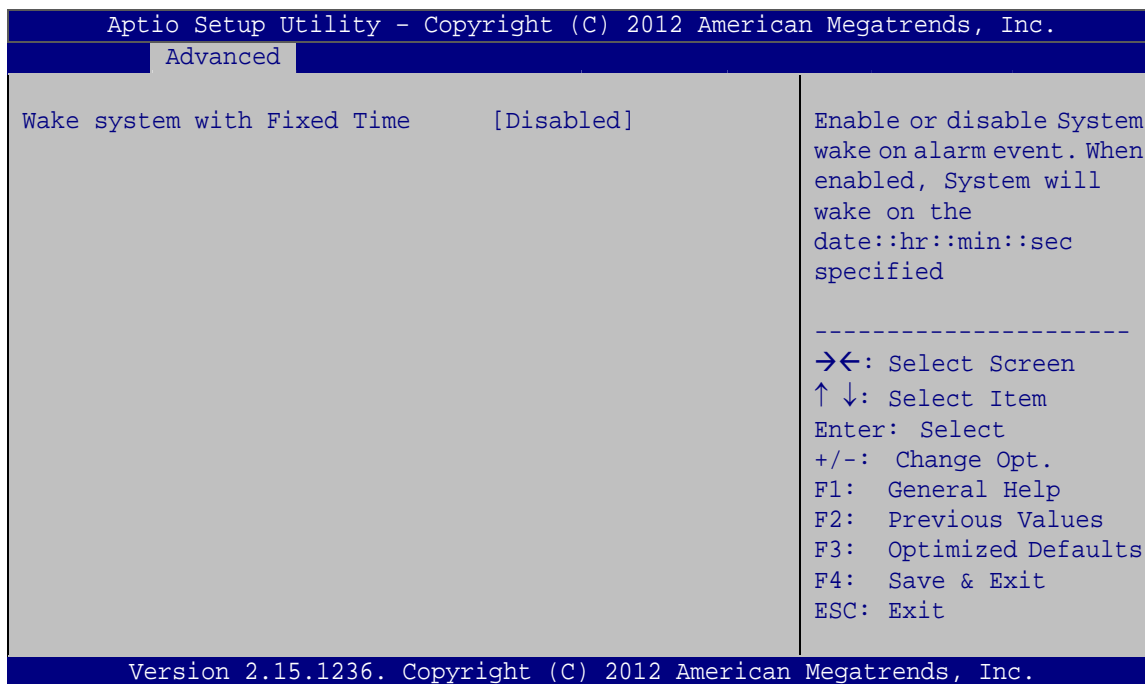 Aptio Setup Utility – Copyright (C) 2012 American Megatrends, Inc.
Advanced
Wake system with Fixed Time [Disabled]
Enable or disable System
wake on alarm event. When
enabled, System will
wake on the
date::hr::min::sec
specified
----------------------
→←: Select Screen
↑ ↓: Select Item
Enter: Select
+/-: Change Opt.
F1: General Help
F2: Previous Values
F3: Optimized Defaults
F4: Save & Exit
ESC: Exit
Version 2.15.1236. Copyright (C) 2012 American Megatrends, Inc.